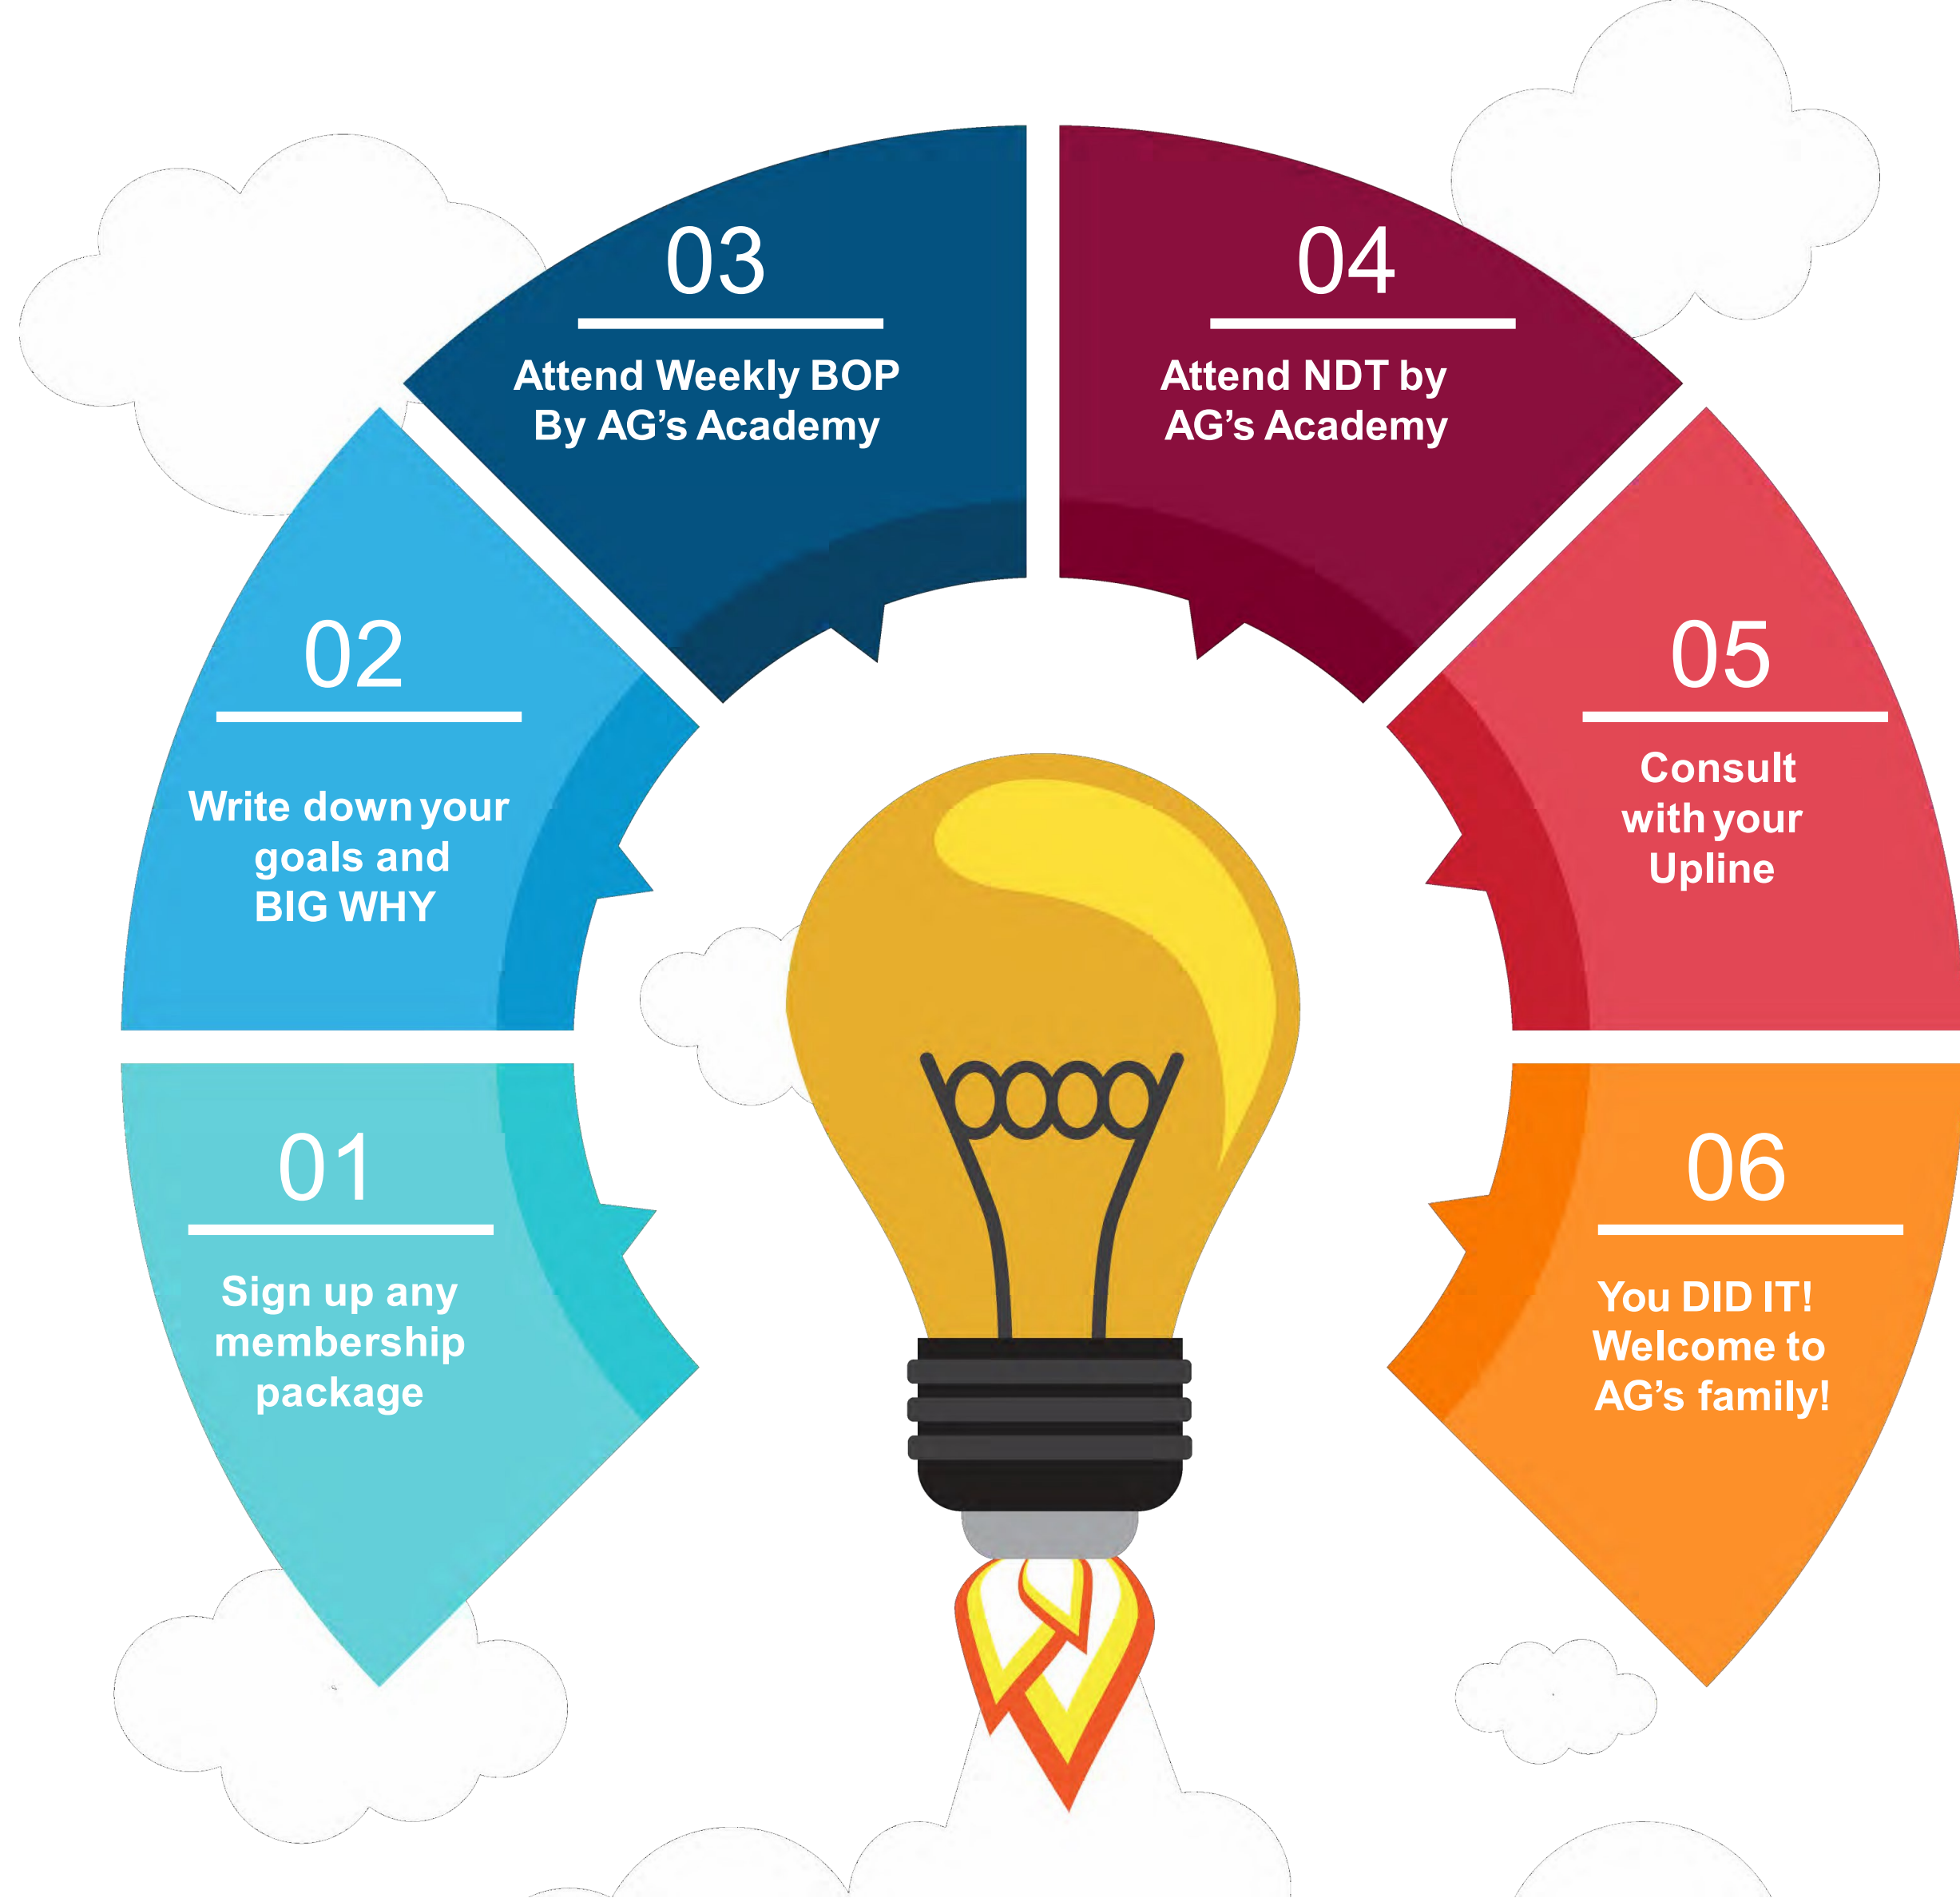 01
Sign up any
membership
package
02
Write down your
goals and
BIG WHY
03
Attend Weekly BOP
By AG’s Academy
04
Attend NDT by
AG’s Academy
05
Consult
with your
Upline
06
You DID IT!
Welcome to
AG’s family!